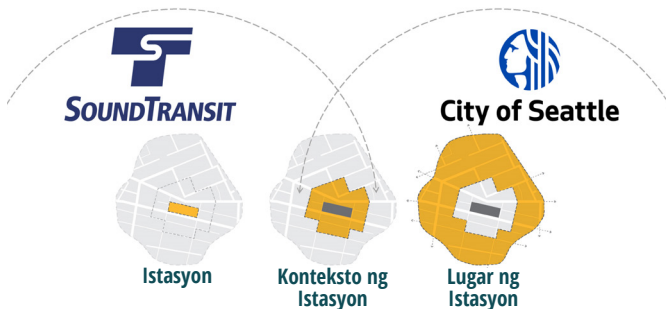 SOUNDTRANSIT
City of Seattle
Istasyon
Konteksto ng
Istasyon
Lugar ng
Istasyon